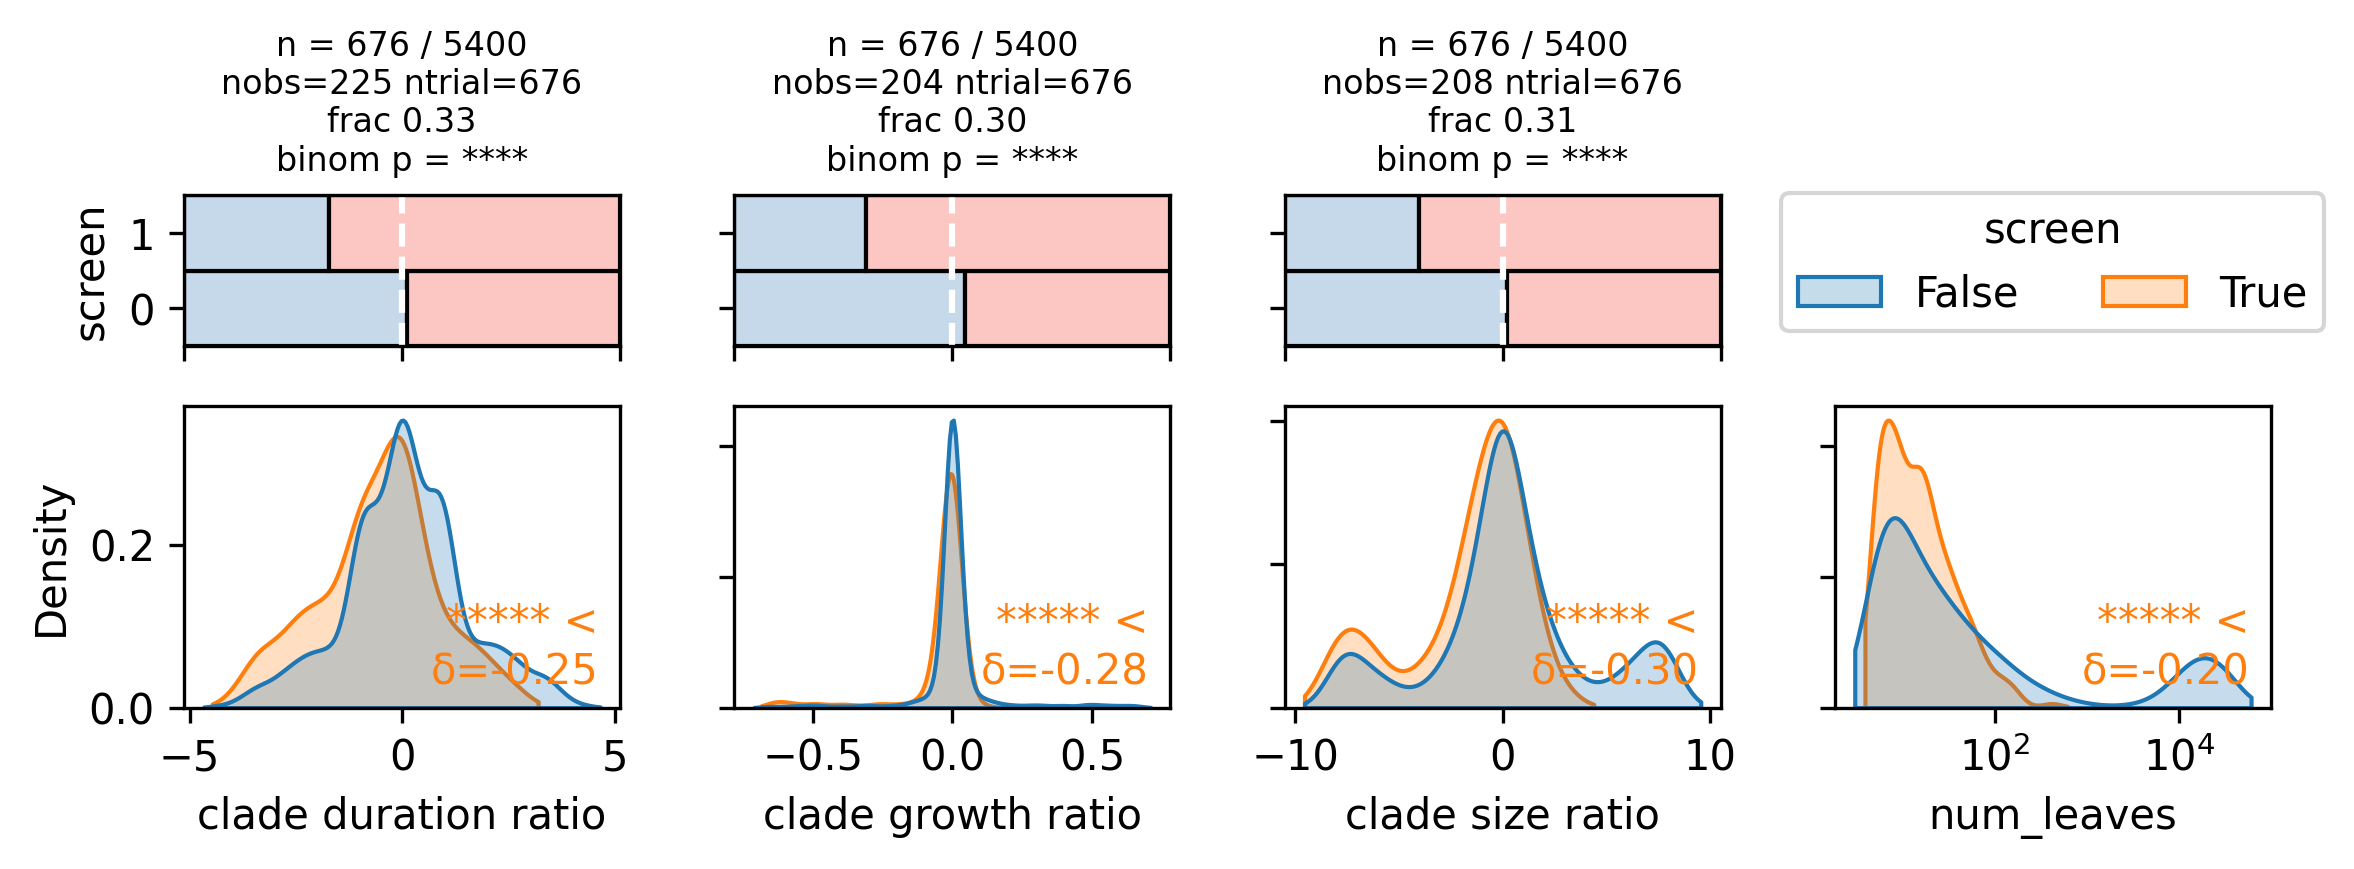 n = 676 / 5400
nobs=225 ntrial=676
frac 0.33
binom p = ****
n = 676 / 5400
nobs=204 ntrial=676
frac 0.30
binom p = ****
n = 676 / 5400
nobs=208 ntrial=676
frac 0.31
binom p = ****
screen
1
0
screen
False
True
Density
0.2
0.0
***** <
δ=-0.25
***** <
δ=-0.28
***** <
δ=-0.30
***** <
δ=-0.20
−5 0 5
−0.5 0.0 0.5
−10 0 10
10² 10⁴
clade duration ratio
clade growth ratio
clade size ratio
num_leaves